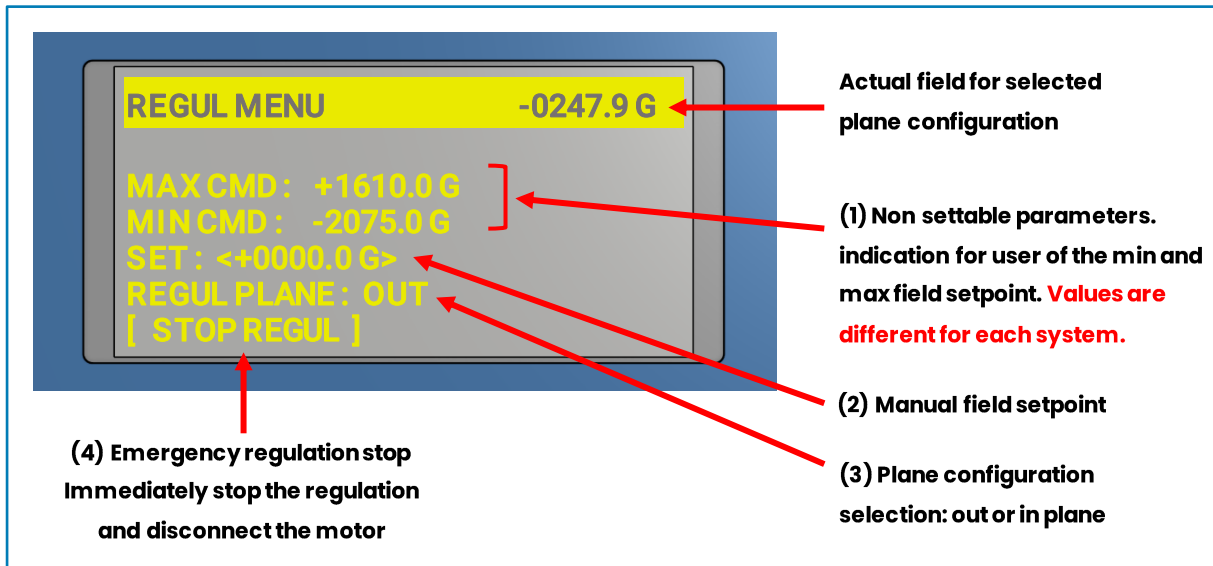 REGUL MENU -0247.9 G
MAX CMD : +1610.0 G
MIN CMD : -2075.0 G
SET : <+0000.0 G>
REGUL PLANE : OUT
[ STOP REGUL ]
Actual field for selected
plane configuration
(1) Non settable parameters.
indication for user of the min and
max field setpoint. Values are
different for each system.
(2) Manual field setpoint
(3) Plane configuration
selection: out or in plane
(4) Emergency regulation stop
Immediately stop the regulation
and disconnect the motor